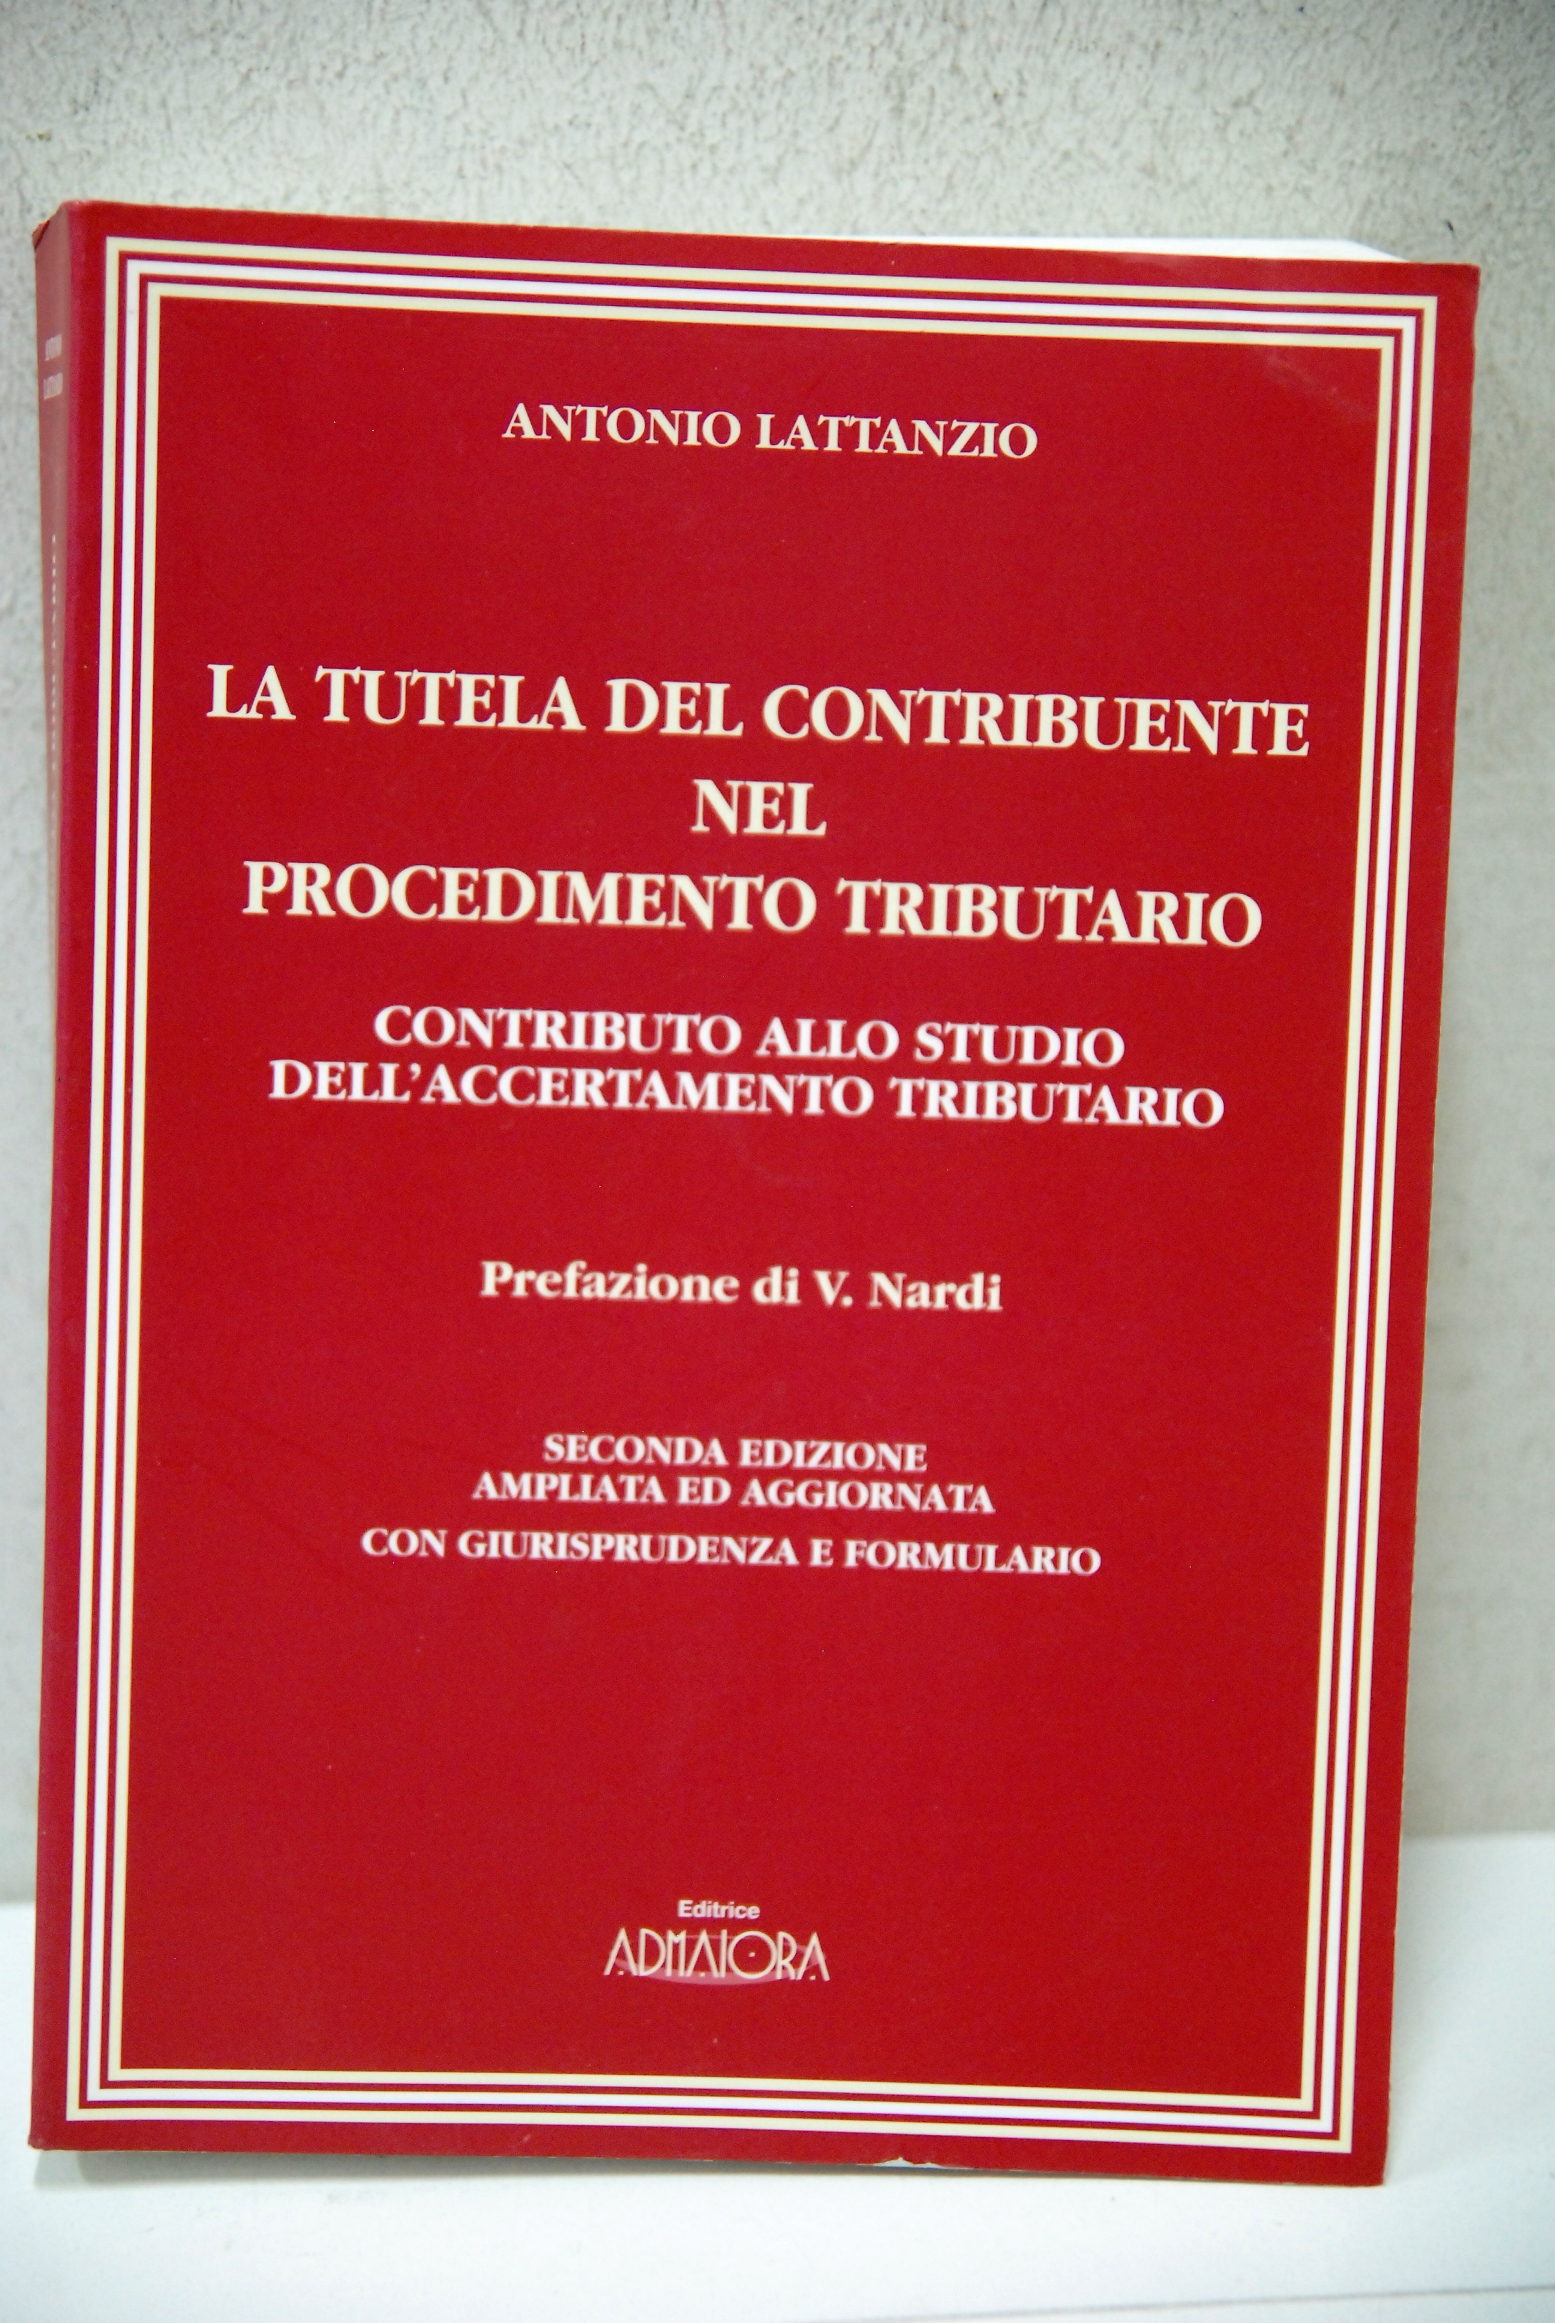 ANTONIO LATTANZIO
LA TUTELA DEL CONTRIBUENTE
NEL
PROCEDIMENTO TRIBUTARIO
CONTRIBUTO ALLO STUDIO
DELL'ACCERTAMENTO TRIBUTARIO
Prefazione di V. Nardi
SECONDA EDIZIONE
AMPLIATA ED AGGIORNATA
CON GIURISPRUDENZA E FORMULARIO
Editrice
ADMAIORA